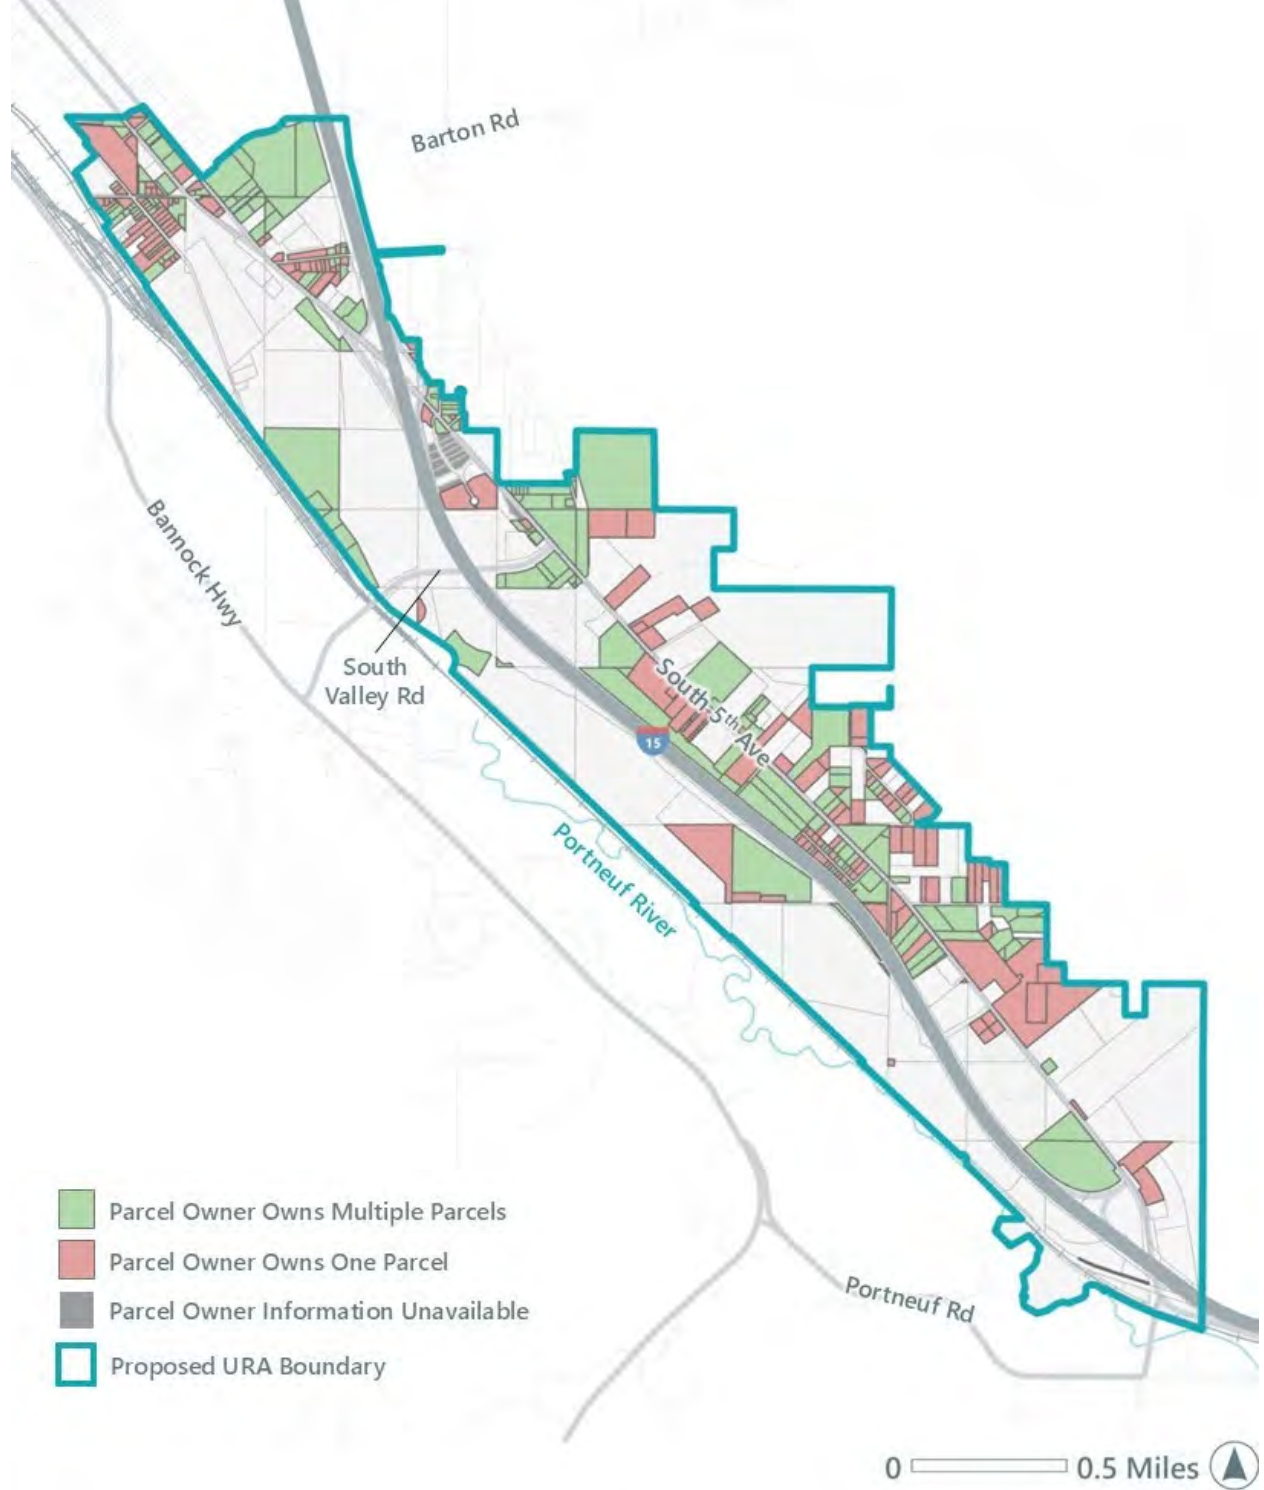 Barton Rd
Bannock Hwy
South
Valley Rd
South 5th Ave
15
Portneuf River
Parcel Owner Owns Multiple Parcels
Parcel Owner Owns One Parcel
Parcel Owner Information Unavailable
Proposed URA Boundary
Portneuf Rd
0 0.5 Miles